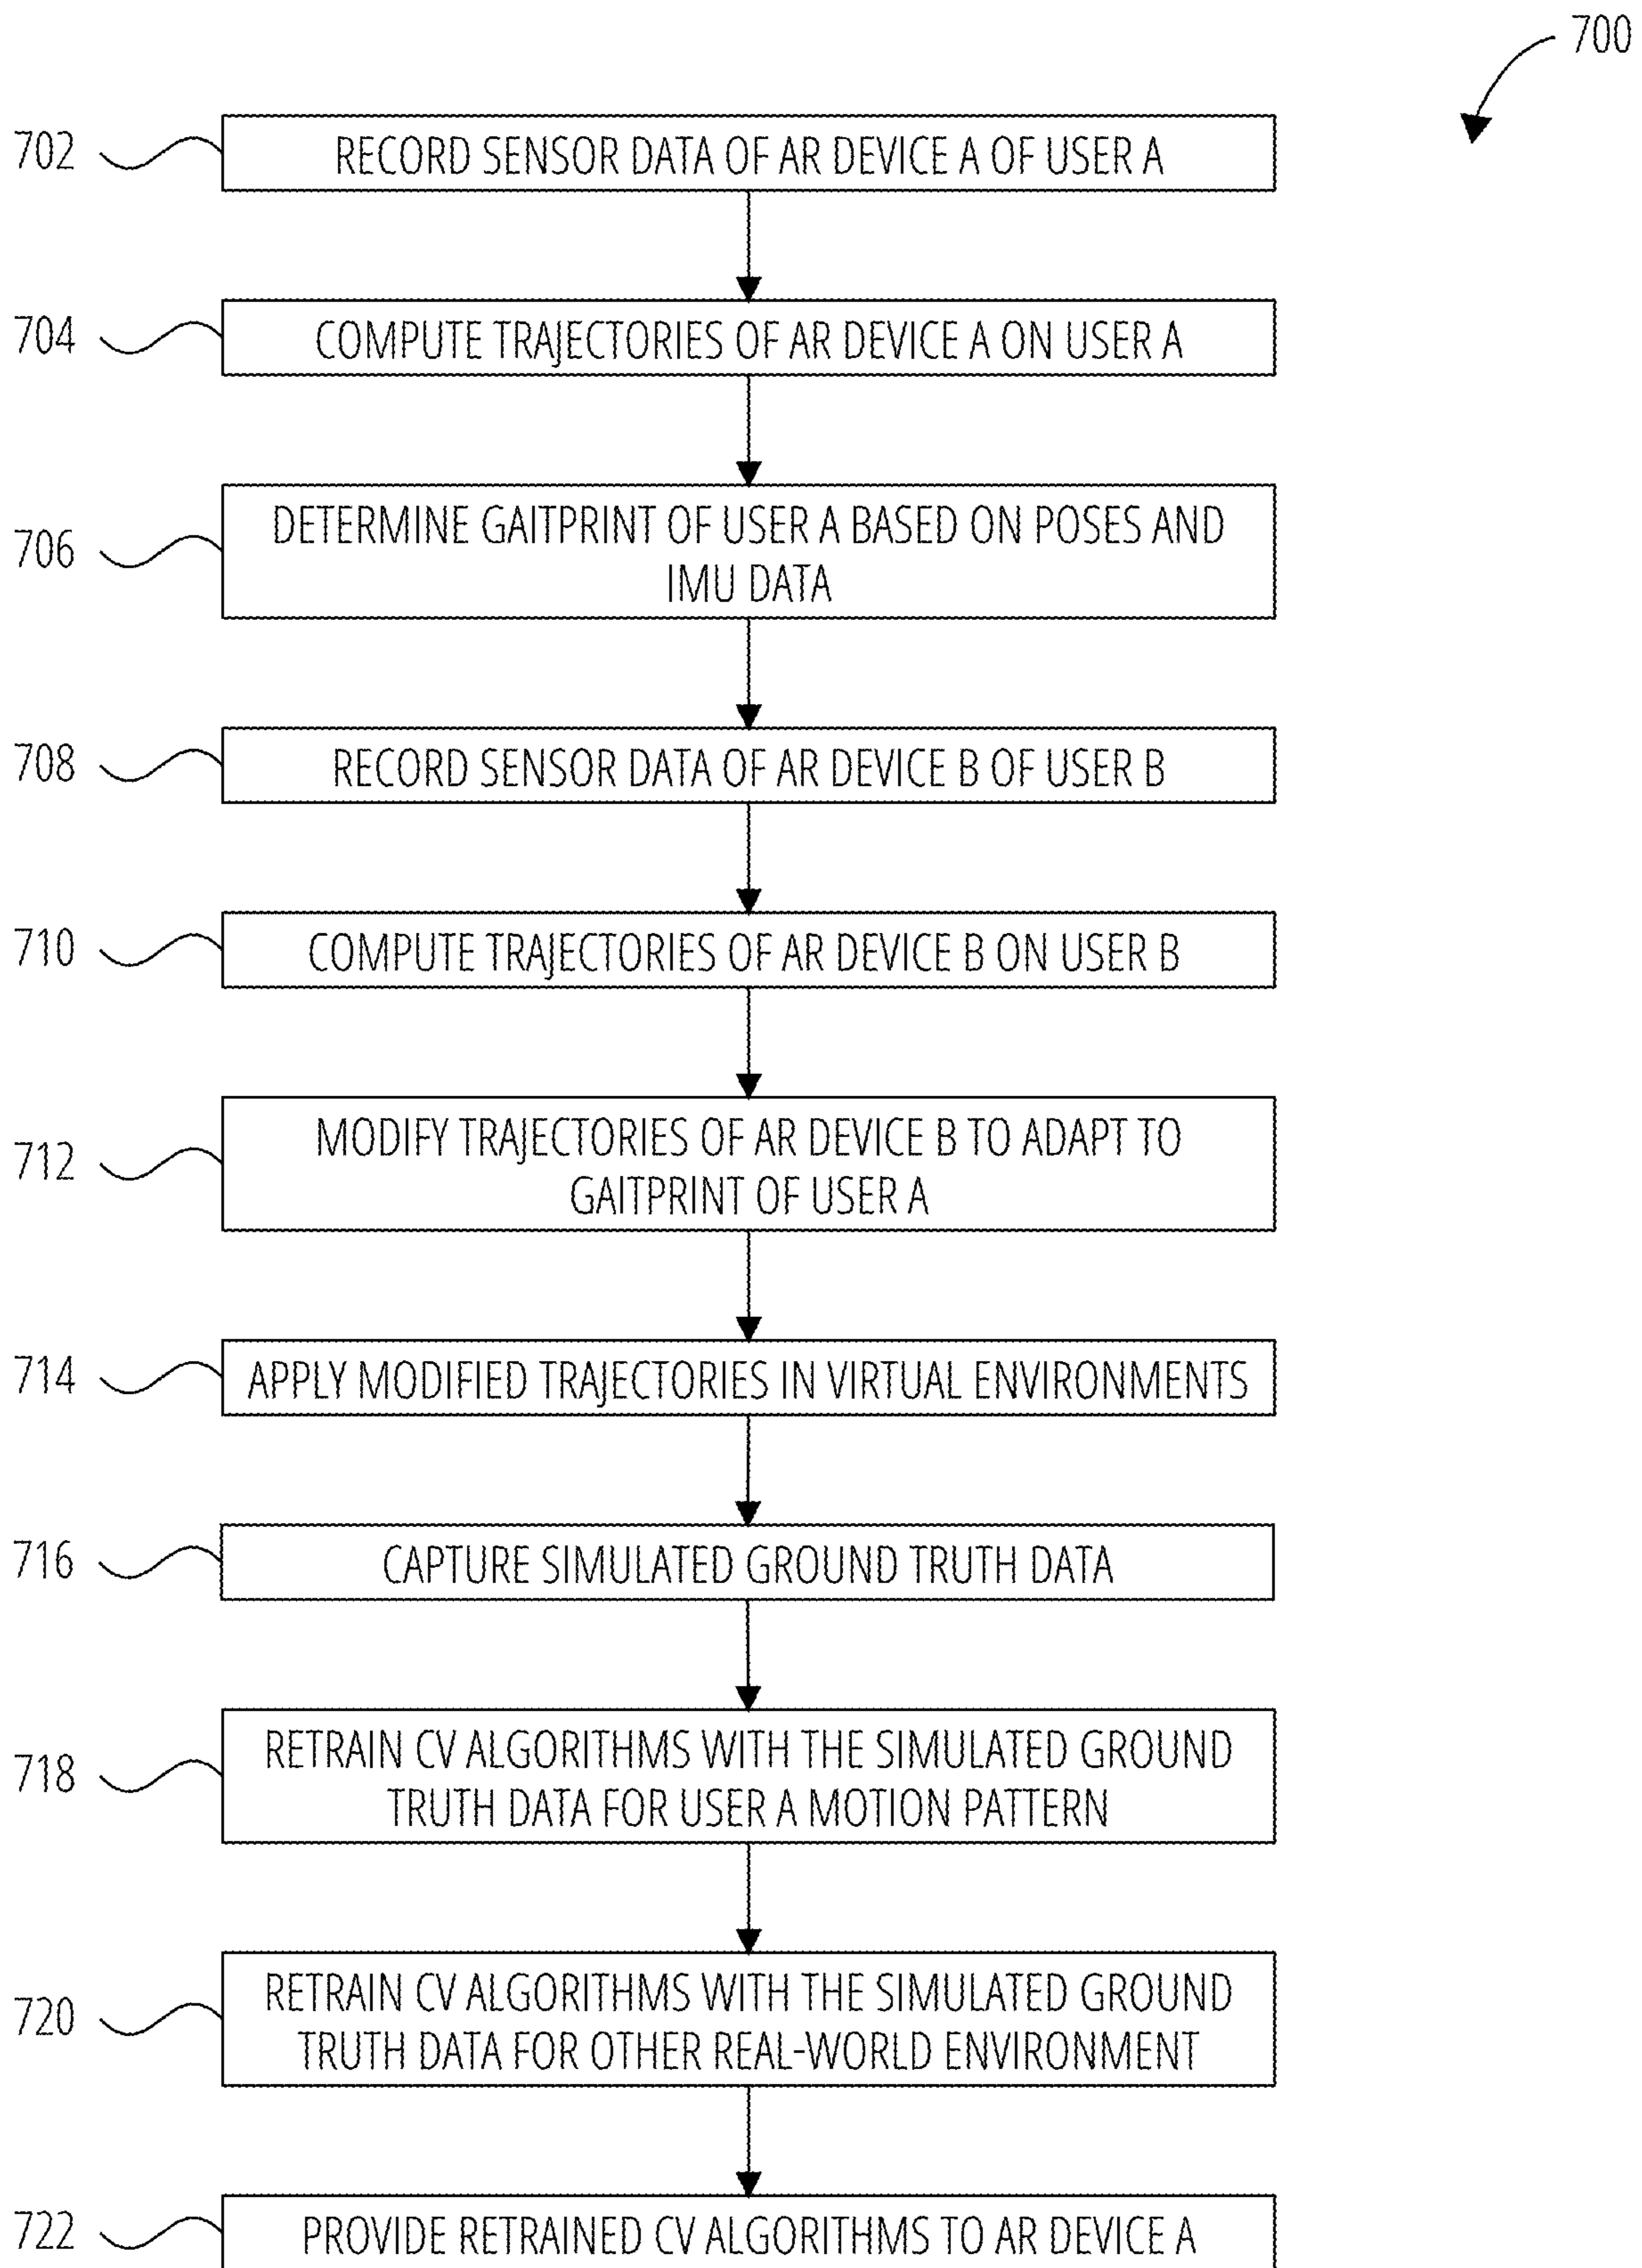 700
702
RECORD SENSOR DATA OF AR DEVICE A OF USER A
704
COMPUTE TRAJECTORIES OF AR DEVICE A ON USER A
706
DETERMINE GAITPRINT OF USER A BASED ON POSES AND
IMU DATA
708
RECORD SENSOR DATA OF AR DEVICE B OF USER B
710
COMPUTE TRAJECTORIES OF AR DEVICE B ON USER B
712
MODIFY TRAJECTORIES OF AR DEVICE B TO ADAPT TO
GAITPRINT OF USER A
714
APPLY MODIFIED TRAJECTORIES IN VIRTUAL ENVIRONMENTS
716
CAPTURE SIMULATED GROUND TRUTH DATA
718
RETRAIN CV ALGORITHMS WITH THE SIMULATED GROUND
TRUTH DATA FOR USER A MOTION PATTERN
720
RETRAIN CV ALGORITHMS WITH THE SIMULATED GROUND
TRUTH DATA FOR OTHER REAL-WORLD ENVIRONMENT
722
PROVIDE RETRAINED CV ALGORITHMS TO AR DEVICE A